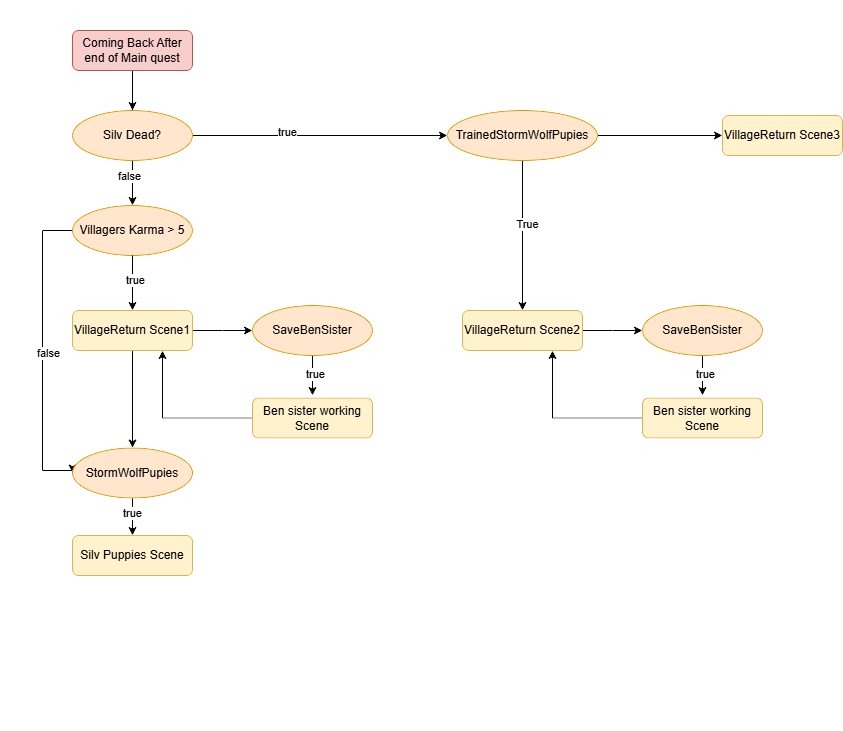 Coming Back After
end of Main quest
Silv Dead?
true
TrainedStormWolfPupies
VillageReturn Scene3
false
Villagers Karma > 5
True
true
VillageReturn Scene1
SaveBenSister
VillageReturn Scene2
SaveBenSister
false
true
true
Ben sister working
Scene
Ben sister working
Scene
StormWolfPupies
true
Silv Puppies Scene